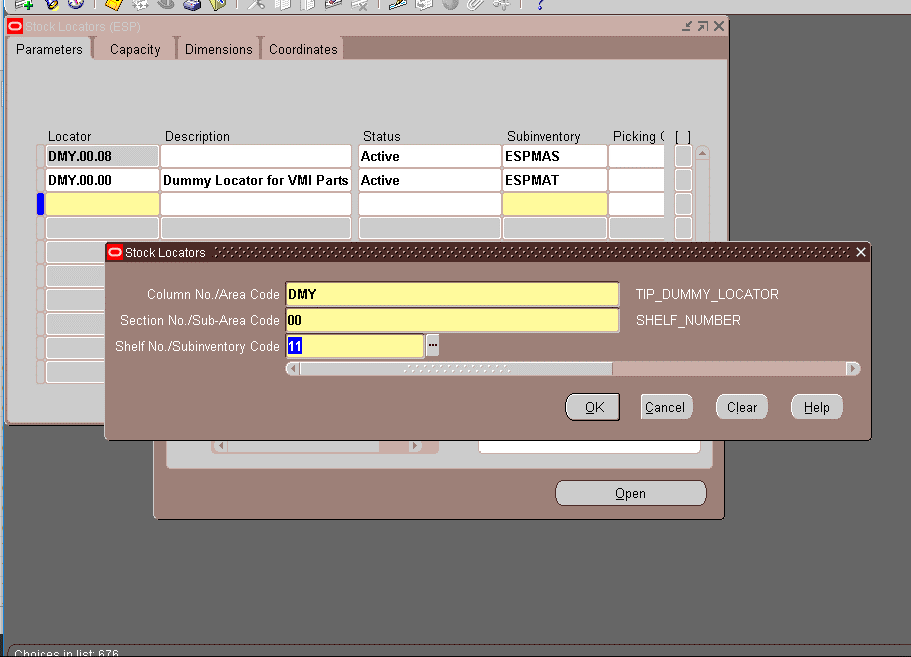 Stock Locators (ESP)
Parameters Capacity Dimensions Coordinates
Locator Description Status Subinventory Picking [ ]
DMY.00.08 Active ESPMAS
DMY.00.00 Dummy Locator for VMI Parts Active ESPMAT
Stock Locators
Column No./Area Code DMY TIP_DUMMY_LOCATOR
Section No./Sub-Area Code 00 SHELF_NUMBER
Shelf No./Subinventory Code 11 ...
OK Cancel Clear Help
Open
Choices in list: 676